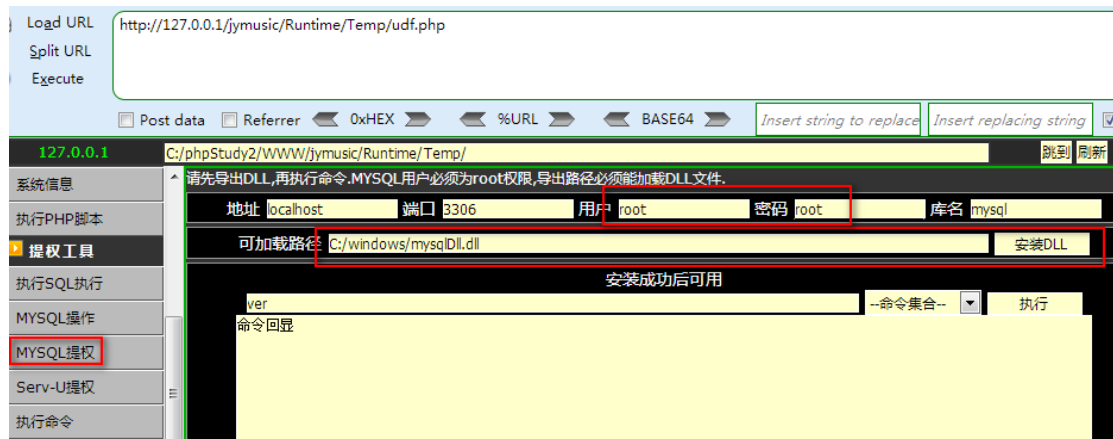 Load URL
http://127.0.0.1/jymusic/Runtime/Temp/udf.php
Split URL
Execute
Post data Referrer 0xHEX %URL BASE64 Insert string to replace Insert replacing string
127.0.0.1 C:/phpStudy2/WWW/jymusic/Runtime/Temp/ 跳到 刷新
系统信息
请先导出DLL,再执行命令.MYSQL用户必须为root权限,导出路径必须能加载DLL文件.
执行PHP脚本
地址 localhost 端口 3306 用户 root 密码 root 库名 mysql
提权工具
可加载路径 C:/windows/mysqlDll.dll 安装DLL
执行SQL执行
安装成功后可用
ver --命令集合-- 执行
MYSQL操作
命令回显
MYSQL提权
Serv-U提权
执行命令